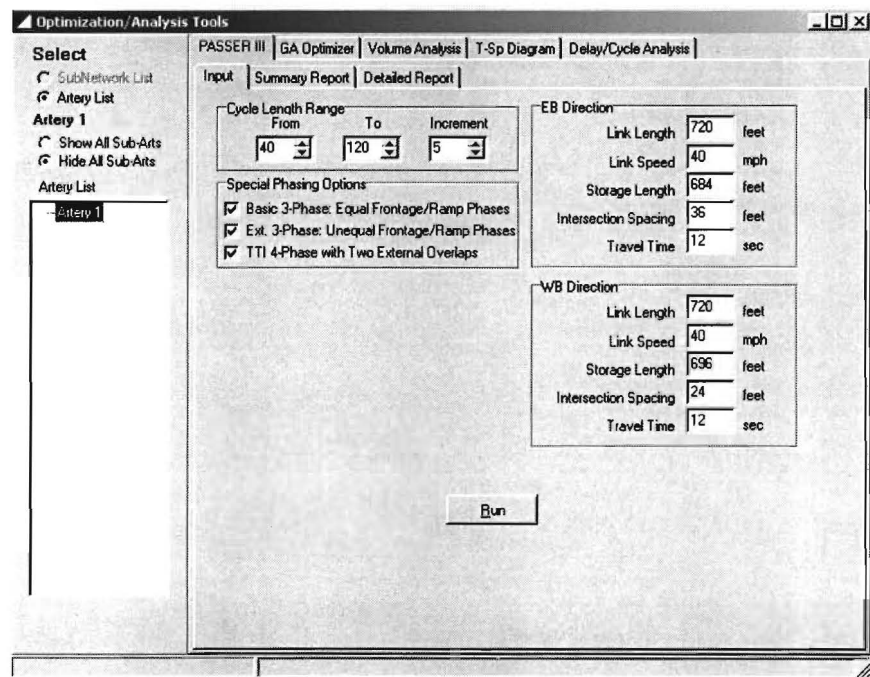 Optimization/Analysis Tools
Select
SubNetwork List
Artery List
Artery 1
Show All Sub-Arts
Hide All Sub-Arts
Artery List
Artery 1
PASSER III GA Optimizer Volume Analysis T-Sp Diagram Delay/Cycle Analysis
Input Summary Report Detailed Report
Cycle Length Range
From To Increment
40 120 5
Special Phasing Options
Basic 3-Phase: Equal Frontage/Ramp Phases
Ext. 3-Phase: Unequal Frontage/Ramp Phases
TTI 4-Phase with Two External Overlaps
EB Direction
Link Length 720 feet
Link Speed 40 mph
Storage Length 684 feet
Intersection Spacing 36 feet
Travel Time 12 sec
WB Direction
Link Length 720 feet
Link Speed 40 mph
Storage Length 696 feet
Intersection Spacing 24 feet
Travel Time 12 sec
Run